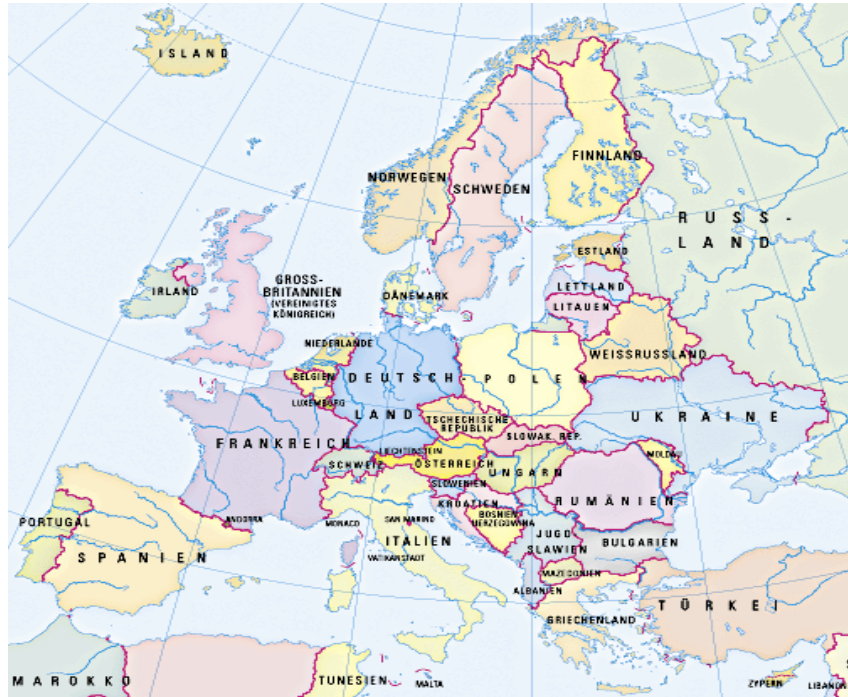 ISLAND
NORWEGEN
SCHWEDEN
FINNLAND
RUSS-
LAND
ESTLAND
LETTLAND
LITAUEN
IRLAND
GROSS-
BRITANNIEN
(VEREINIGTES
KÖNIGREICH)
DÄNEMARK
NIEDERLANDE
BELGIEN
LUXEMBURG
DEUTSCH-
LAND
POLEN
WEISSRUSSLAND
UKRAINE
TSCHECHISCHE
REPUBLIK
SLOWAK. REP.
MOLDAU
FRANKREICH
LIECHTENSTEIN
SCHWEIZ
ÖSTERREICH
UNGARN
SLOWENIEN
KROATIEN
RUMÄNIEN
BOSNIEN
HERZEGOWINA
JUGO
SLAWIEN
BULGARIEN
PORTUGAL
SPANIEN
ANDORRA
MONACO
SAN MARINO
ITALIEN
VATIKANSTADT
MAZEDONIEN
ALBANIEN
GRIECHENLAND
TÜRKEI
MAROKKO
TUNESIEN
MALTA
ZYPERN
LIBANON